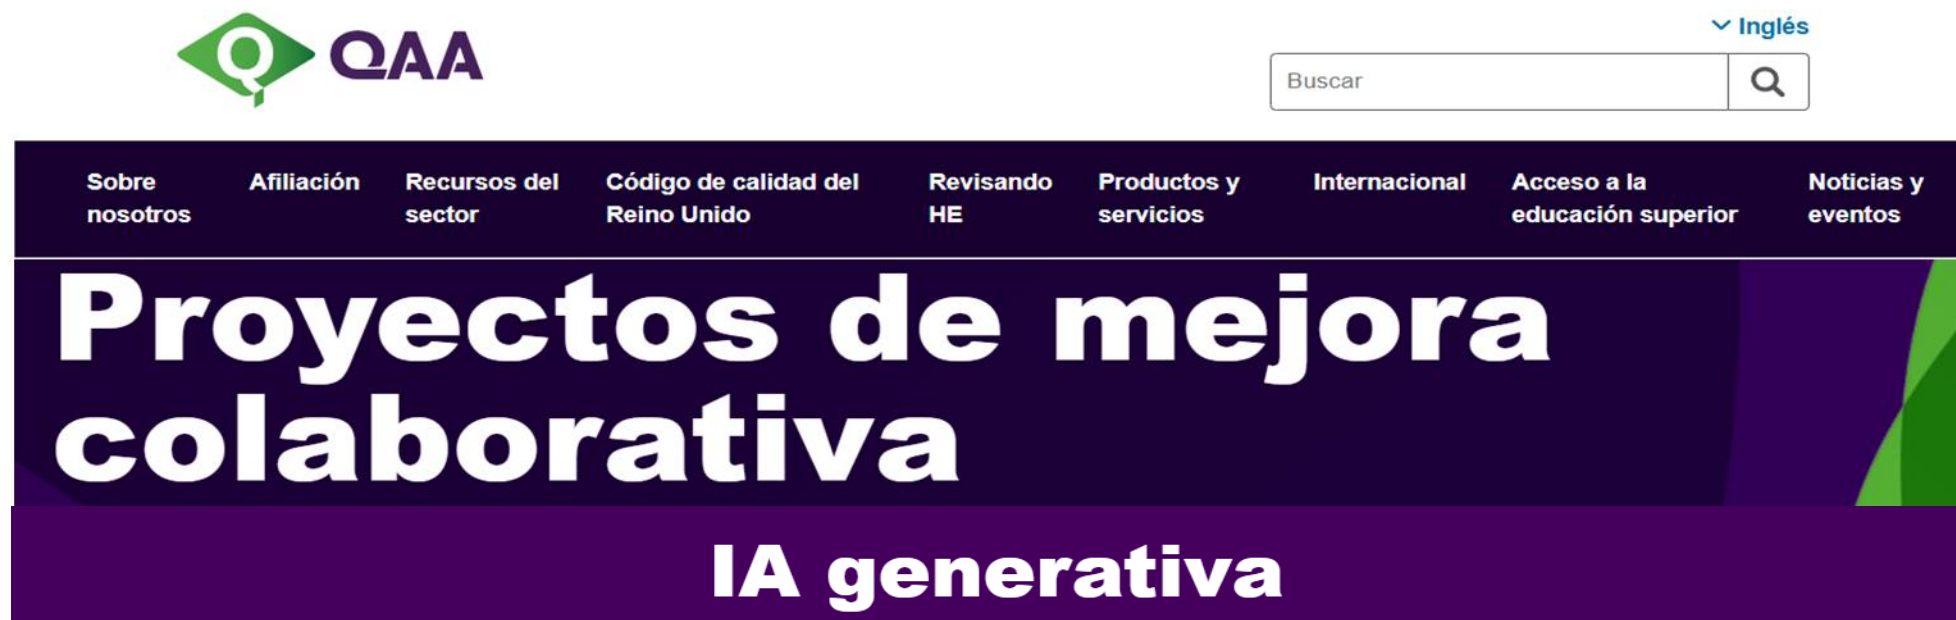 QAA
Inglés
Buscar
Sobre nosotros
Afiliación
Recursos del sector
Código de calidad del Reino Unido
Revisando HE
Productos y servicios
Internacional
Acceso a la educación superior
Noticias y eventos
Proyectos de mejora
colaborativa
IA generativa